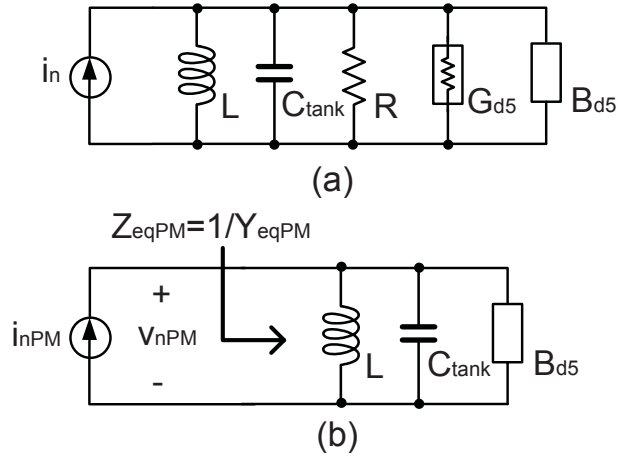 in
L
Ctank
R
Gd5
Bd5
(a)
ZeqPM=1/YeqPM
+
inPM
vnPM
-
L
Ctank
Bd5
(b)